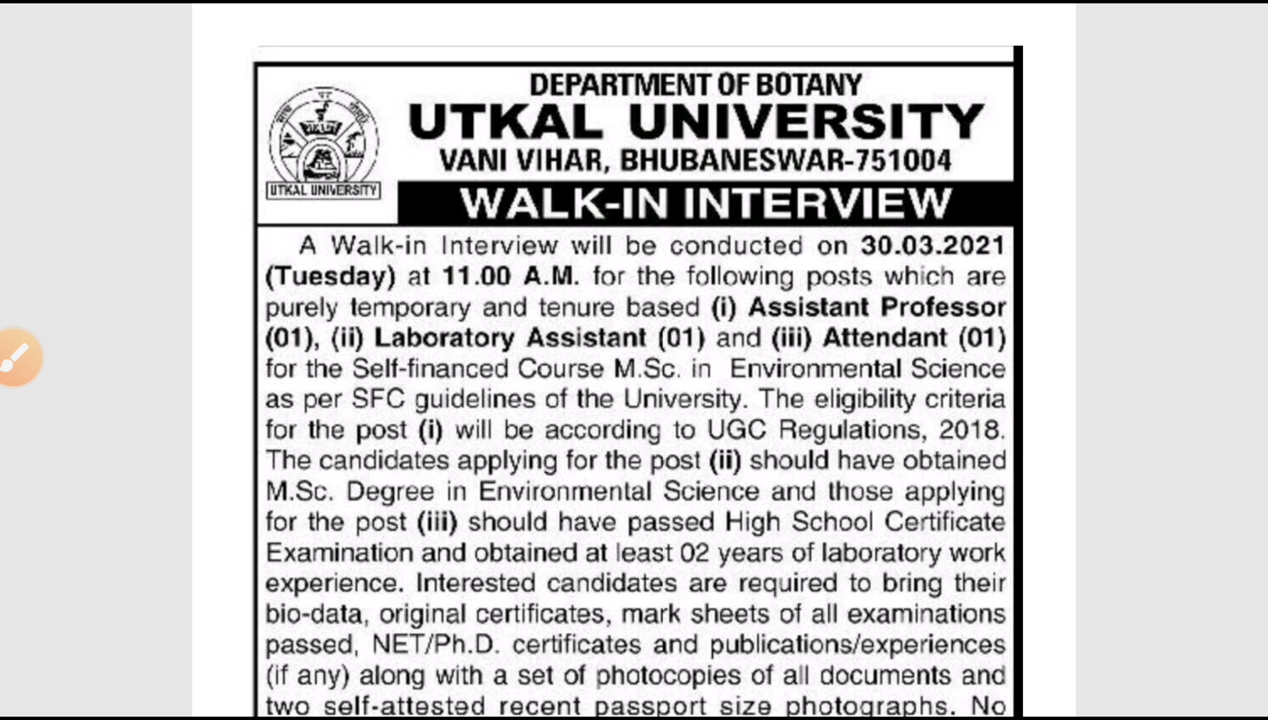 DEPARTMENT OF BOTANY
UTKAL UNIVERSITY
VANI VIHAR, BHUBANESWAR-751004
UTKAL UNIVERSITY
WALK-IN INTERVIEW
A Walk-in Interview will be conducted on 30.03.2021
(Tuesday) at 11.00 A.M. for the following posts which are
purely temporary and tenure based (i) Assistant Professor
(01), (ii) Laboratory Assistant (01) and (iii) Attendant (01)
for the Self-financed Course M.Sc. in Environmental Science
as per SFC guidelines of the University. The eligibility criteria
for the post (i) will be according to UGC Regulations, 2018.
The candidates applying for the post (ii) should have obtained
M.Sc. Degree in Environmental Science and those applying
for the post (iii) should have passed High School Certificate
Examination and obtained at least 02 years of laboratory work
experience. Interested candidates are required to bring their
bio-data, original certificates, mark sheets of all examinations
passed, NET/Ph.D. certificates and publications/experiences
(if any) along with a set of photocopies of all documents and
two self-attested recent passport size photographs. No